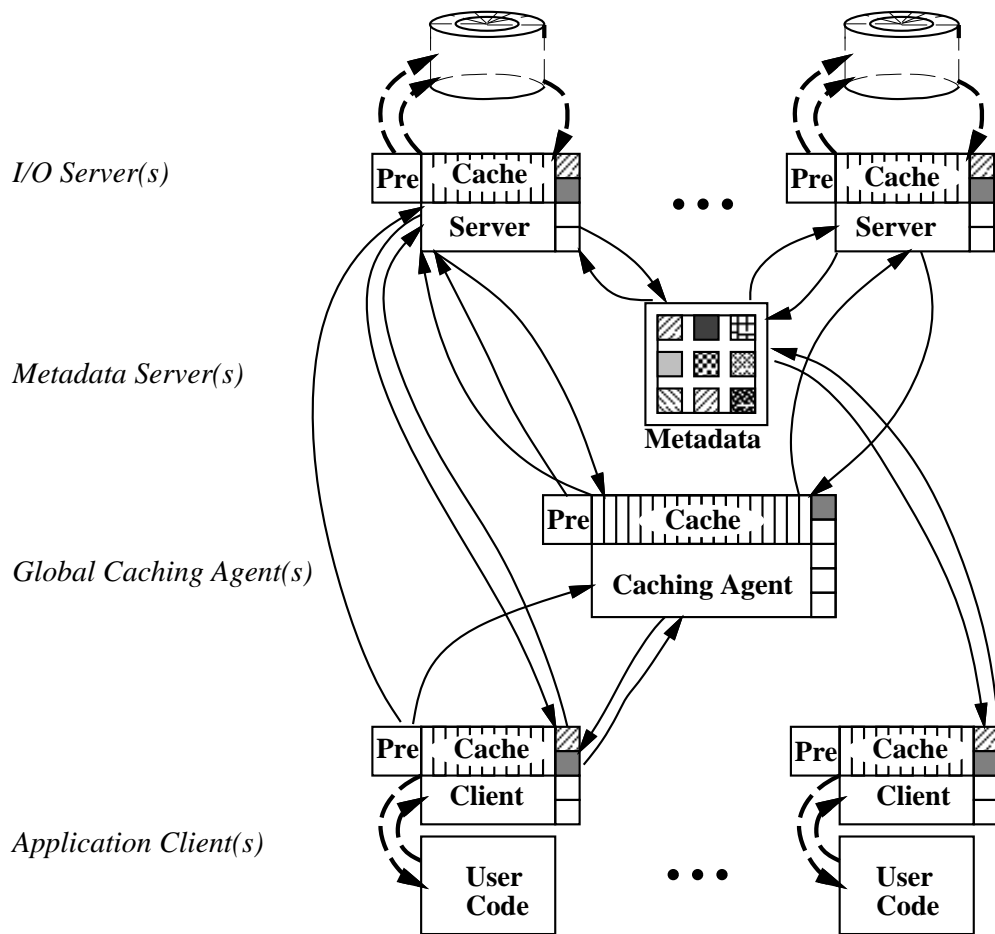 I/O Server(s)
Pre
Cache
Server
Pre
Cache
Server
Metadata Server(s)
Metadata
Global Caching Agent(s)
Pre
Cache
Caching Agent
Pre
Cache
Client
Pre
Cache
Client
Application Client(s)
User
Code
User
Code